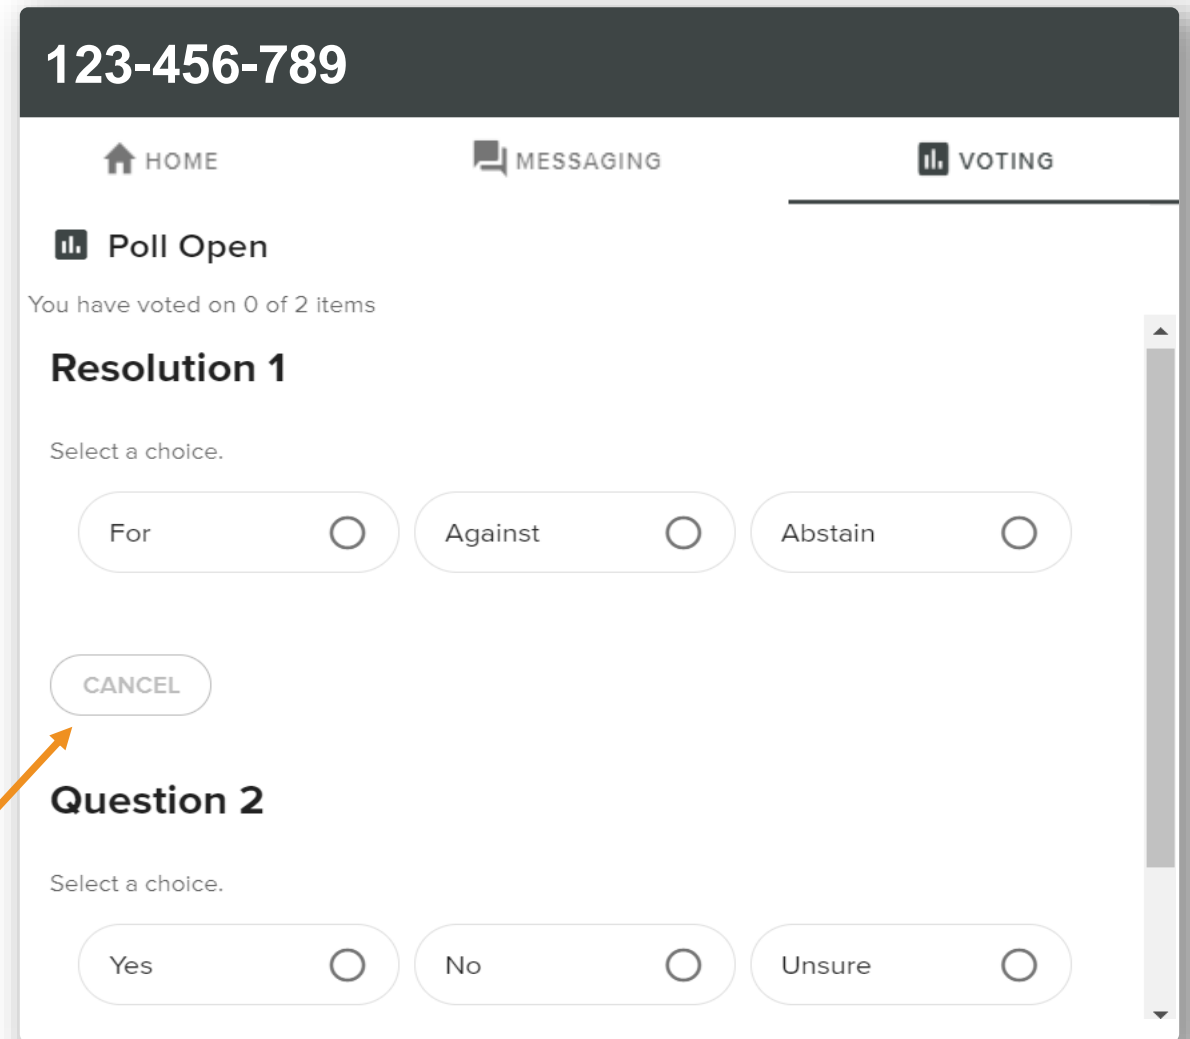 123-456-789
HOME MESSAGING VOTING
Poll Open
You have voted on 0 of 2 items
Resolution 1
Select a choice.
For Against Abstain
CANCEL
Question 2
Select a choice.
Yes No Unsure